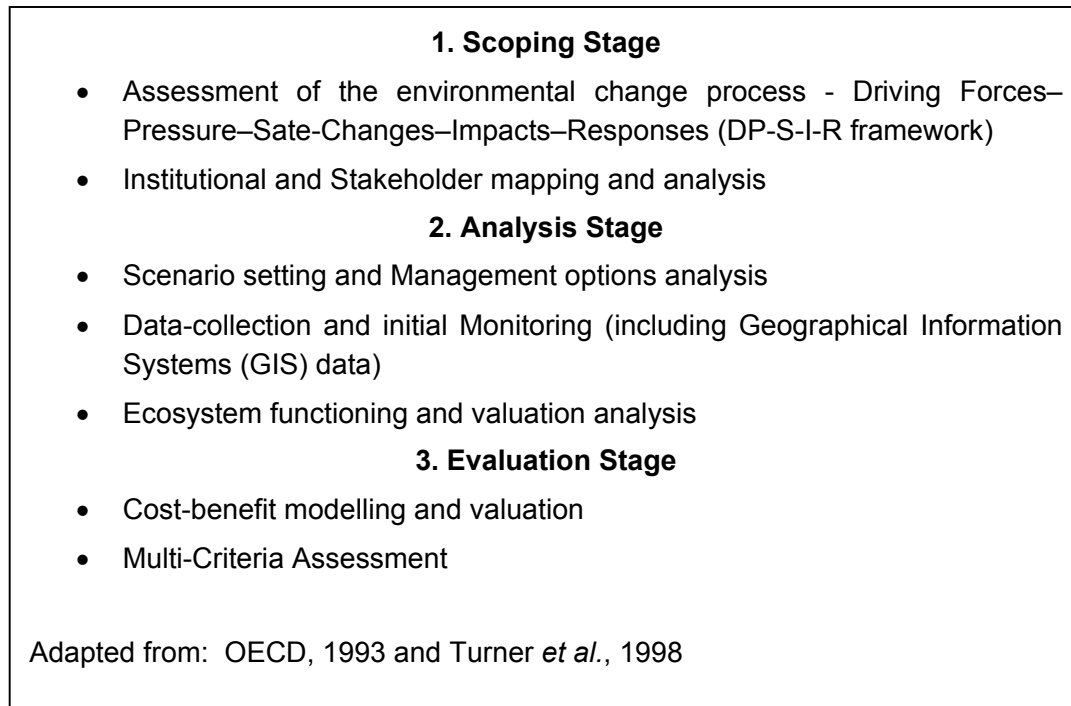 1. Scoping Stage
• Assessment of the environmental change process - Driving Forces–
Pressure–Sate-Changes–Impacts–Responses (DP-S-I-R framework)
• Institutional and Stakeholder mapping and analysis
2. Analysis Stage
• Scenario setting and Management options analysis
• Data-collection and initial Monitoring (including Geographical Information
Systems (GIS) data)
• Ecosystem functioning and valuation analysis
3. Evaluation Stage
• Cost-benefit modelling and valuation
• Multi-Criteria Assessment
Adapted from: OECD, 1993 and Turner et al., 1998